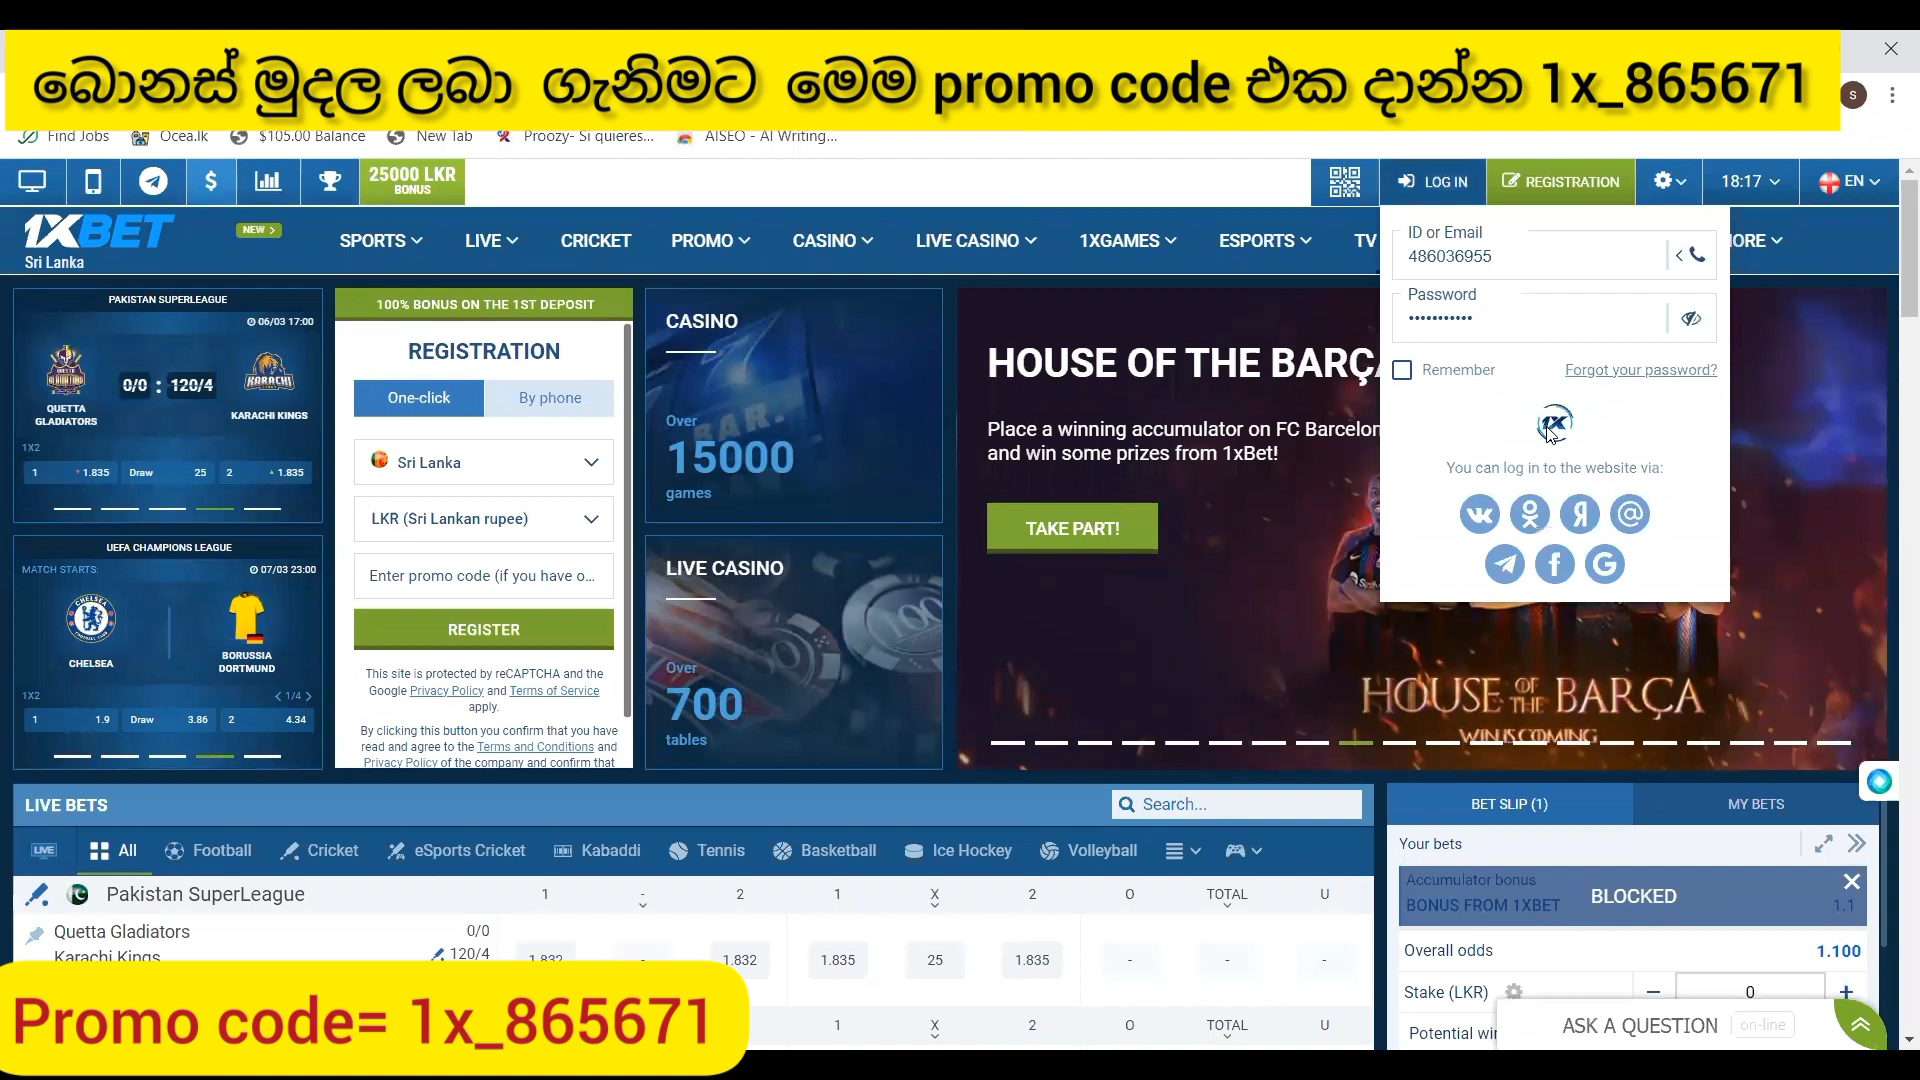 බොනස් මුදල ලබා ගැනිමට මෙම promo code එක දාන්න 1x_865671
S
Find Jobs Ocea.lk $105.00 Balance New Tab Proozy- Si quieres... AISEO - AI Writing...
25000 LKR
BONUS
LOG IN REGISTRATION 18:17 EN
1XBET
Sri Lanka
NEW >
SPORTS LIVE CRICKET PROMO CASINO LIVE CASINO 1XGAMES ESPORTS TV ORE
ID or Email
486036955
Password
•••••••••••
Remember Forgot your password?
1X
You can log in to the website via:
PAKISTAN SUPERLEAGUE
06/03 17:00
0/0 : 120/4
QUETTA
GLADIATORS
KARACHI KINGS
1X2
1 1.835 Draw 25 2 1.835
UEFA CHAMPIONS LEAGUE
MATCH STARTS: 07/03 23:00
CHELSEA
BORUSSIA
DORTMUND
1X2 < 1/4 >
1 1.9 Draw 3.86 2 4.34
100% BONUS ON THE 1ST DEPOSIT
REGISTRATION
One-click By phone
Sri Lanka
LKR (Sri Lankan rupee)
Enter promo code (if you have o...
REGISTER
This site is protected by reCAPTCHA and the
Google Privacy Policy and Terms of Service
apply.
By clicking this button you confirm that you have
read and agree to the Terms and Conditions and
Privacy Policy of the company and confirm that
CASINO
Over
15000
games
LIVE CASINO
Over
700
tables
HOUSE OF THE BARÇA
Place a winning accumulator on FC Barcelon
and win some prizes from 1xBet!
TAKE PART!
HOUSE OF THE BARÇA
WIN IS COMING
LIVE BETS Search...
LIVE All Football Cricket eSports Cricket Kabaddi Tennis Basketball Ice Hockey Volleyball
Pakistan SuperLeague 1 - 2 1 X 2 O TOTAL U
Quetta Gladiators 0/0
Karachi Kings 120/4
1.832 - 1.832 1.835 25 1.835 - - -
1 X 2 O TOTAL U
BET SLIP (1) MY BETS
Your bets
Accumulator bonus
BONUS FROM 1XBET
BLOCKED
1.1
Overall odds 1.100
Stake (LKR) − 0 +
Potential wi
ASK A QUESTION on-line
Promo code= 1x_865671